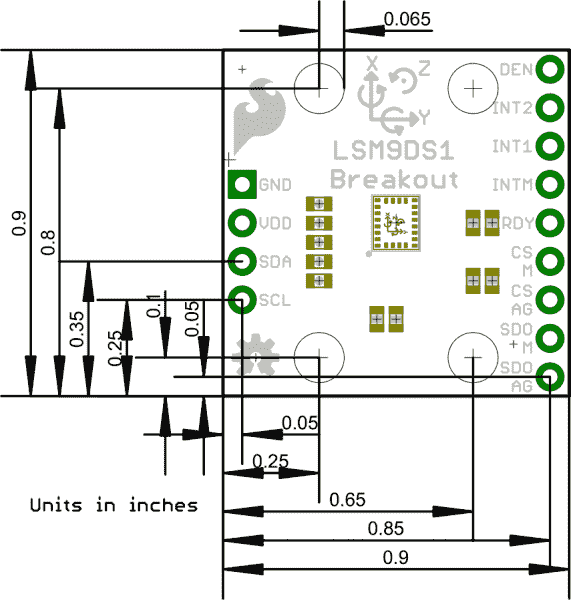 0.065
X
Z
Y
DEN
INT2
INT1
INTM
RDY
CS
M
CS
AG
SDO
M
SDO
AG
LSM9DS1
Breakout
GND
VDD
SDA
SCL
0.9
0.8
0.35
0.25
0.1
0.05
0.05
0.25
0.65
0.85
0.9
Units in inches